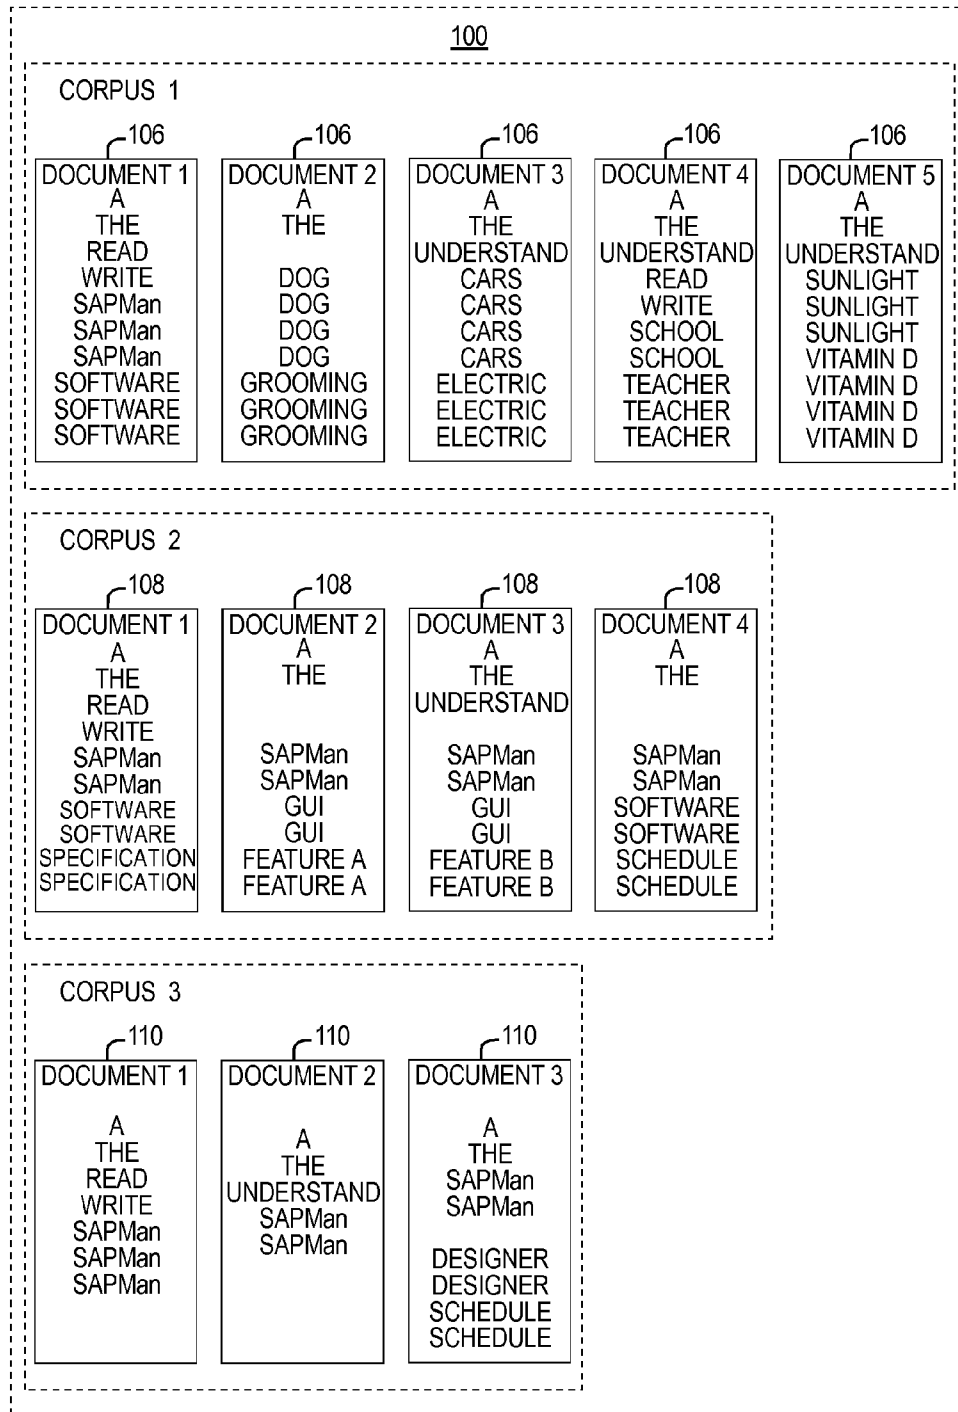 100
CORPUS 1
106
DOCUMENT 1
A
THE
READ
WRITE
SAPMan
SAPMan
SAPMan
SOFTWARE
SOFTWARE
SOFTWARE
106
DOCUMENT 2
A
THE
DOG
DOG
DOG
DOG
GROOMING
GROOMING
GROOMING
106
DOCUMENT 3
A
THE
UNDERSTAND
CARS
CARS
CARS
CARS
ELECTRIC
ELECTRIC
ELECTRIC
106
DOCUMENT 4
A
THE
UNDERSTAND
READ
WRITE
SCHOOL
SCHOOL
TEACHER
TEACHER
TEACHER
106
DOCUMENT 5
A
THE
UNDERSTAND
SUNLIGHT
SUNLIGHT
SUNLIGHT
VITAMIN D
VITAMIN D
VITAMIN D
VITAMIN D
CORPUS 2
108
DOCUMENT 1
A
THE
READ
WRITE
SAPMan
SAPMan
SOFTWARE
SOFTWARE
SPECIFICATION
SPECIFICATION
108
DOCUMENT 2
A
THE
SAPMan
SAPMan
GUI
GUI
FEATURE A
FEATURE A
108
DOCUMENT 3
A
THE
UNDERSTAND
SAPMan
SAPMan
GUI
GUI
FEATURE B
FEATURE B
108
DOCUMENT 4
A
THE
SAPMan
SAPMan
SOFTWARE
SOFTWARE
SCHEDULE
SCHEDULE
CORPUS 3
110
DOCUMENT 1
A
THE
READ
WRITE
SAPMan
SAPMan
SAPMan
110
DOCUMENT 2
A
THE
UNDERSTAND
SAPMan
SAPMan
110
DOCUMENT 3
A
THE
SAPMan
SAPMan
DESIGNER
DESIGNER
SCHEDULE
SCHEDULE